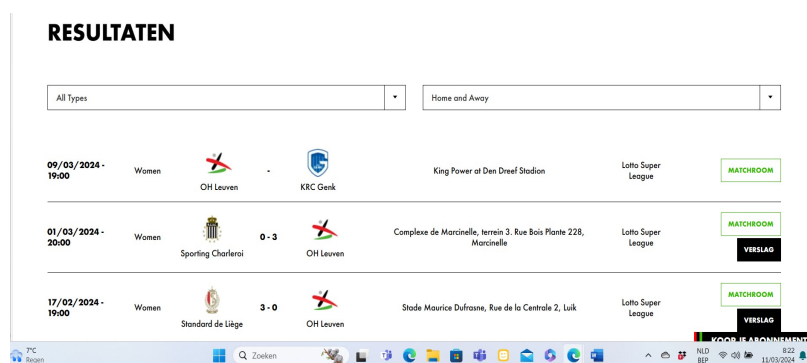 RESULTATEN
All Types
Home and Away
09/03/2024 -
19:00
Women
OH Leuven
-
KRC Genk
King Power at Den Dreef Stadion
Lotto Super
League
MATCHROOM
01/03/2024 -
20:00
Women
Sporting Charleroi
0 - 3
OH Leuven
Complexe de Marcinelle, terrein 3. Rue Bois Plante 228,
Marcinelle
Lotto Super
League
MATCHROOM
VERSLAG
17/02/2024 -
19:00
Women
Standard de Liège
3 - 0
OH Leuven
Stade Maurice Dufrasne, Rue de la Centrale 2, Luik
Lotto Super
League
MATCHROOM
VERSLAG
KOOP JE ABONNEMEN
7°C
Regen
Zoeken
NLD
BEP
8:22
11/03/2024